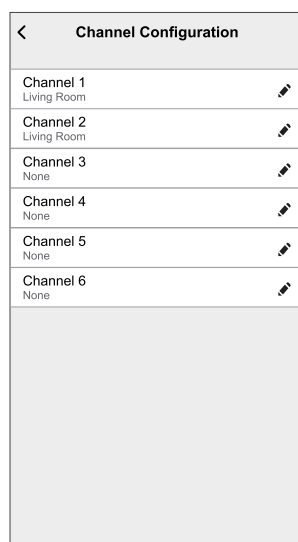 Channel Configuration
Channel 1
Living Room
Channel 2
Living Room
Channel 3
None
Channel 4
None
Channel 5
None
Channel 6
None